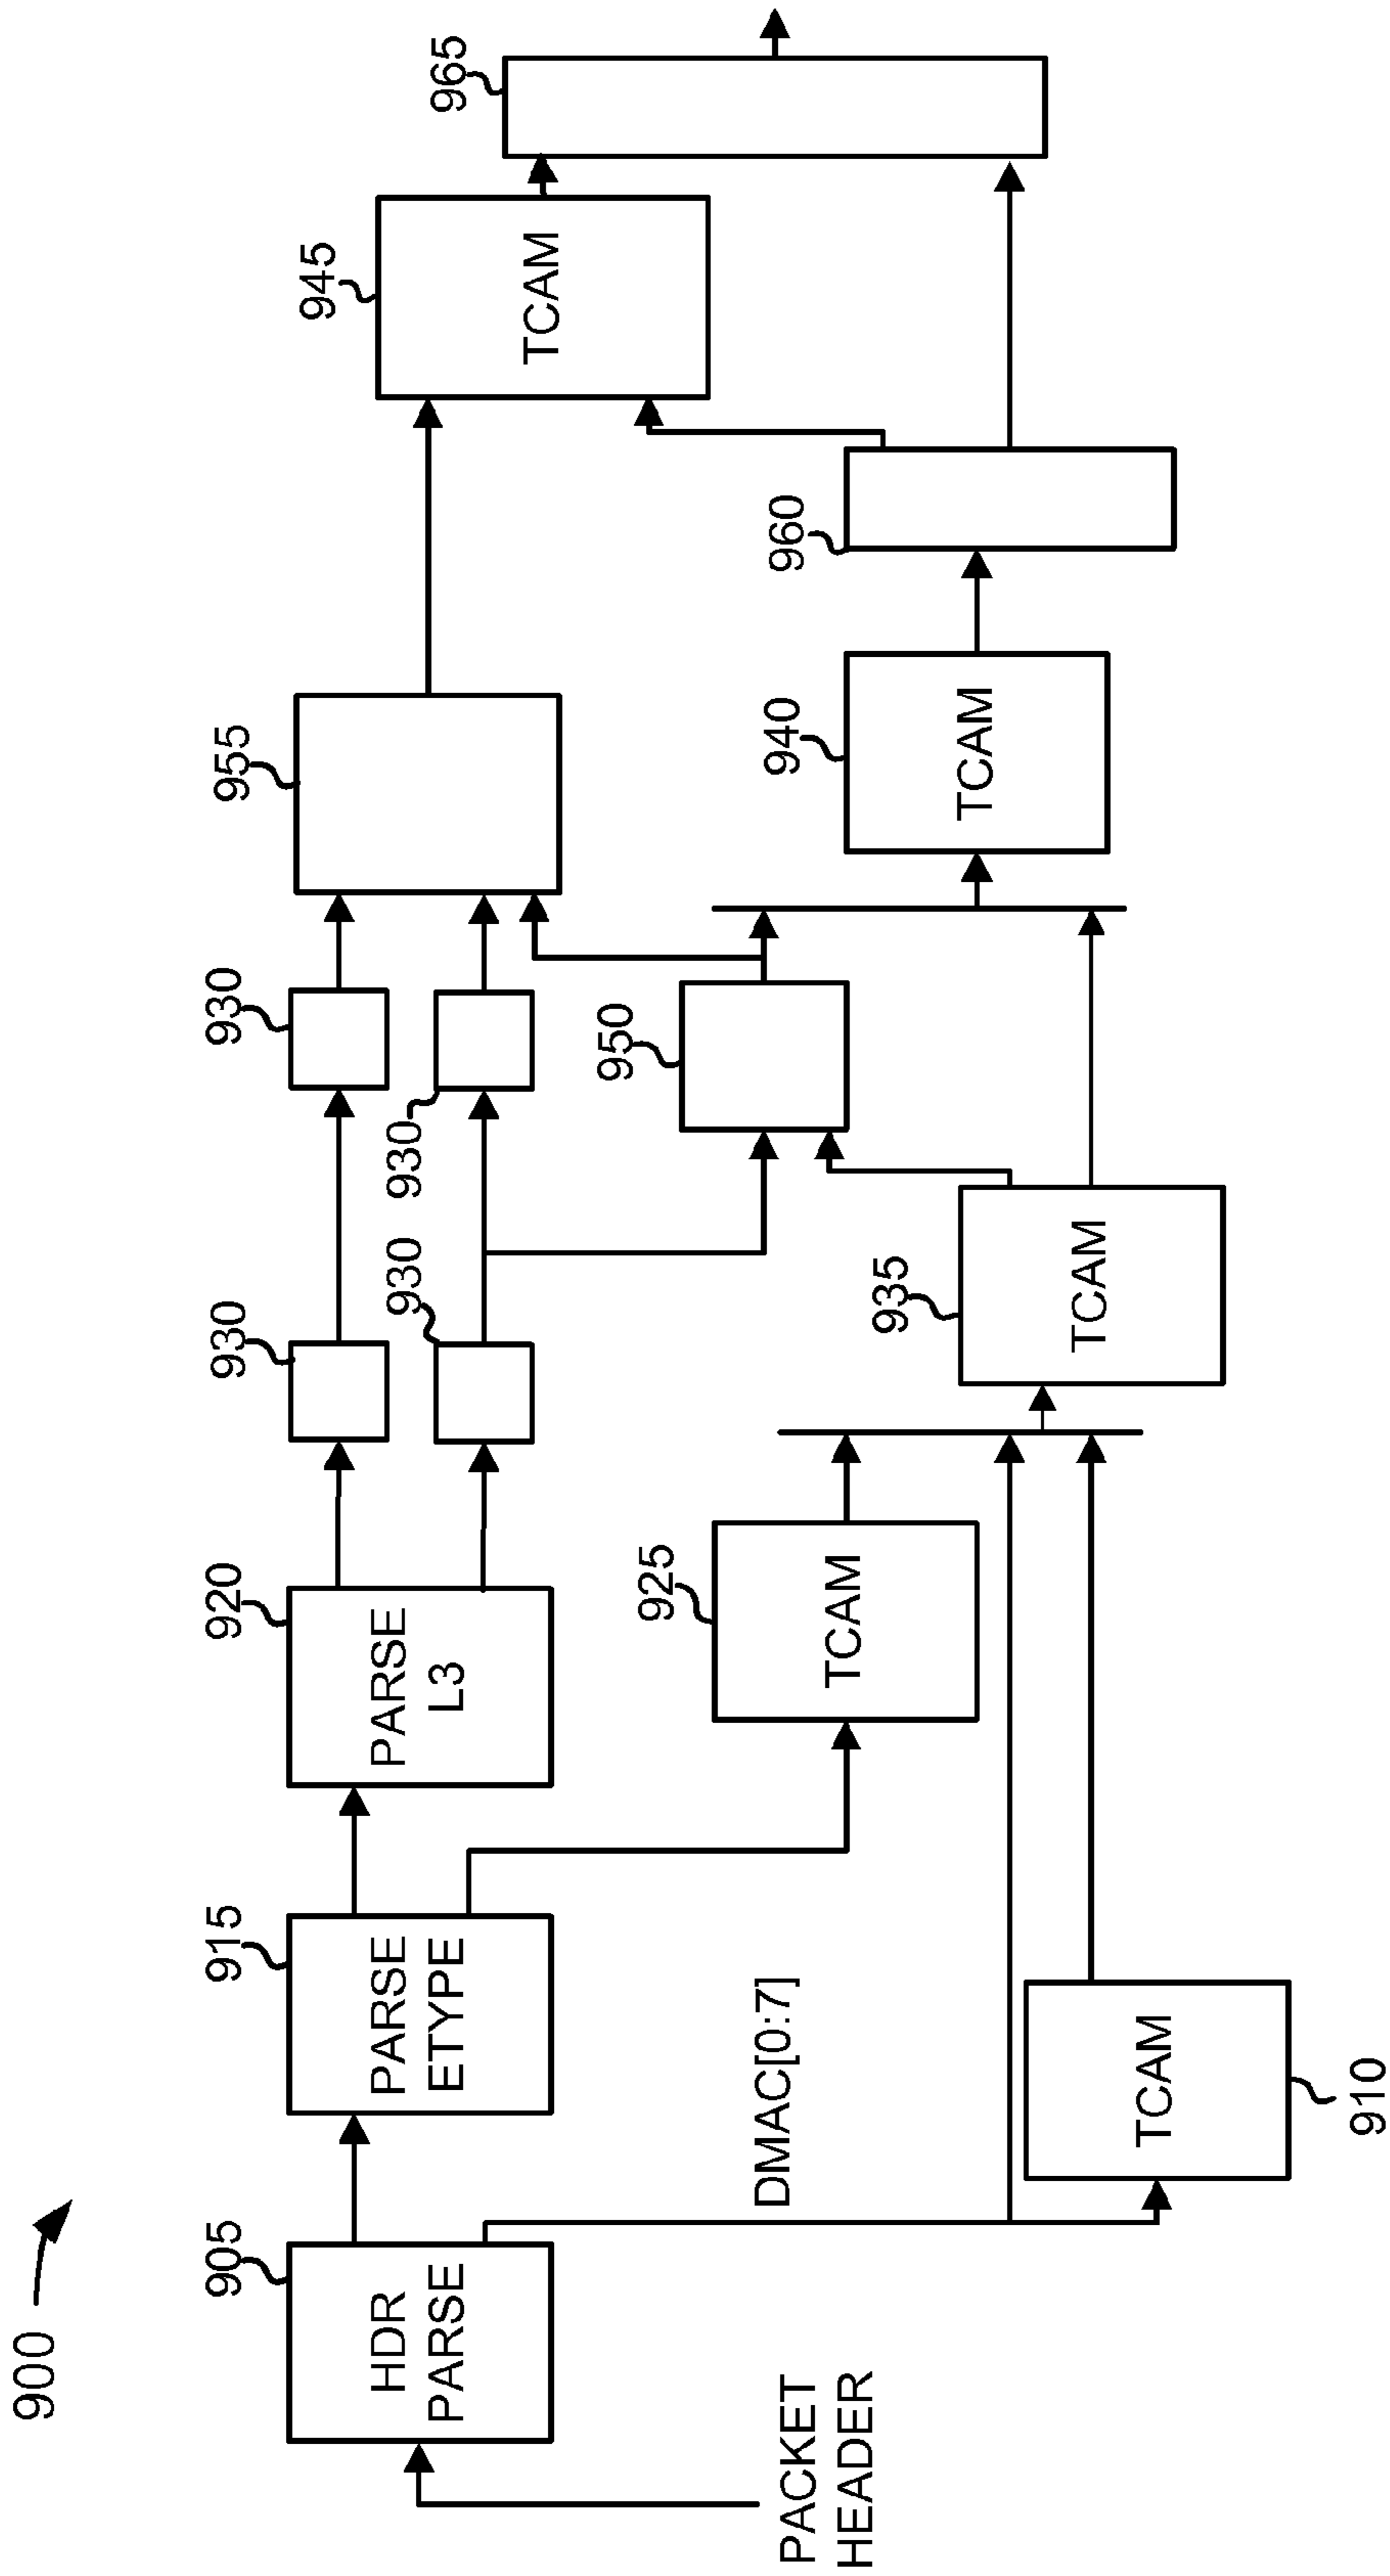 900
PACKET
HEADER
905
HDR
PARSE
915
PARSE
ETYPE
920
PARSE
L3
930
930
930
930
955
DMAC[0:7]
910
TCAM
925
TCAM
935
TCAM
950
940
TCAM
960
945
TCAM
965